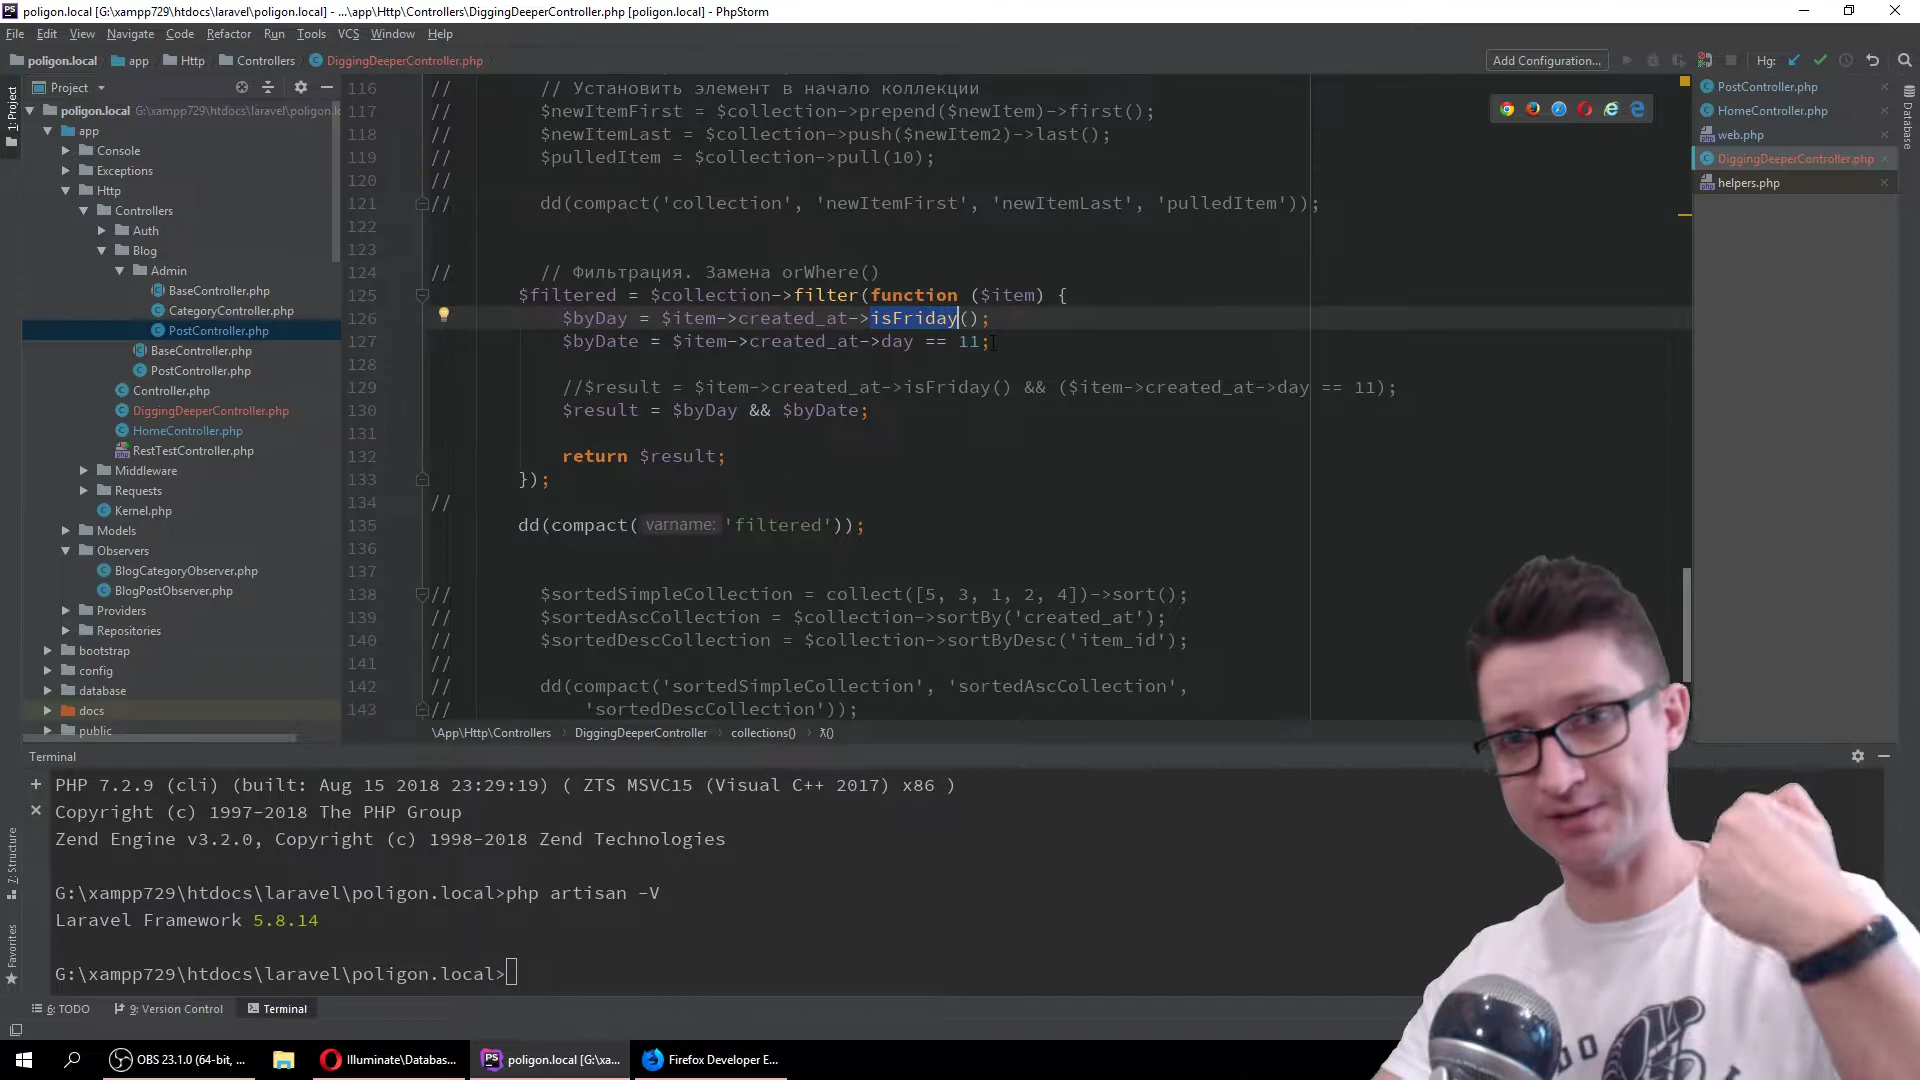 poligon.local [G:\xampp729\htdocs\laravel\poligon.local] - ...\app\Http\Controllers\DiggingDeeperController.php [poligon.local] - PhpStorm
File Edit View Navigate Code Refactor Run Tools VCS Window Help
poligon.local app Http Controllers DiggingDeeperController.php
Add Configuration...
Hg:
1: Project
Project
poligon.local G:\xampp729\htdocs\laravel\poligon.lo
app
Console
Exceptions
Http
Controllers
Auth
Blog
Admin
BaseController.php
CategoryController.php
PostController.php
BaseController.php
PostController.php
Controller.php
DiggingDeeperController.php
HomeController.php
RestTestController.php
Middleware
Requests
Kernel.php
Models
Observers
BlogCategoryObserver.php
BlogPostObserver.php
Providers
Repositories
bootstrap
config
database
docs
public
116 // // Установить элемент в начало коллекции
117 // $newItemFirst = $collection->prepend($newItem)->first();
118 // $newItemLast = $collection->push($newItem2)->last();
119 // $pulledItem = $collection->pull(10);
120 //
121 // dd(compact('collection', 'newItemFirst', 'newItemLast', 'pulledItem'));
122
123
124 // // Фильтрация. Замена orWhere()
125 $filtered = $collection->filter(function ($item) {
126 $byDay = $item->created_at->isFriday();
127 $byDate = $item->created_at->day == 11;
128
129 //$result = $item->created_at->isFriday() && ($item->created_at->day == 11);
130 $result = $byDay && $byDate;
131
132 return $result;
133 });
134 //
135 dd(compact( varname: 'filtered'));
136
137
138 // $sortedSimpleCollection = collect([5, 3, 1, 2, 4])->sort();
139 // $sortedAscCollection = $collection->sortBy('created_at');
140 // $sortedDescCollection = $collection->sortByDesc('item_id');
141 //
142 // dd(compact('sortedSimpleCollection', 'sortedAscCollection',
143 // 'sortedDescCollection'));
\App\Http\Controllers DiggingDeeperController collections() λ()
PostController.php
HomeController.php
web.php
DiggingDeeperController.php
helpers.php
Database
Terminal
PHP 7.2.9 (cli) (built: Aug 15 2018 23:29:19) ( ZTS MSVC15 (Visual C++ 2017) x86 )
Copyright (c) 1997-2018 The PHP Group
Zend Engine v3.2.0, Copyright (c) 1998-2018 Zend Technologies
G:\xampp729\htdocs\laravel\poligon.local>php artisan -V
Laravel Framework 5.8.14
G:\xampp729\htdocs\laravel\poligon.local>
7: Structure
Favorites
6: TODO 9: Version Control Terminal
OBS 23.1.0 (64-bit, ... Illuminate\Databas... poligon.local [G:\xa... Firefox Developer E...